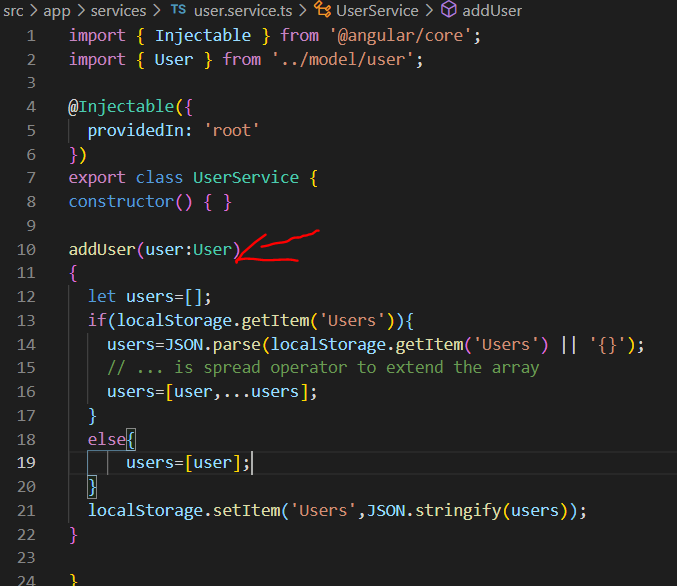 src > app > services > TS user.service.ts > UserService > addUser
1 import { Injectable } from '@angular/core';
2 import { User } from '../model/user';
3
4 @Injectable({
5 providedIn: 'root'
6 })
7 export class UserService {
8 constructor() { }
9
10 addUser(user:User)
11 {
12 let users=[];
13 if(localStorage.getItem('Users')){
14 users=JSON.parse(localStorage.getItem('Users') || '{}');
15 // ... is spread operator to extend the array
16 users=[user,...users];
17 }
18 else{
19 users=[user];
20 }
21 localStorage.setItem('Users',JSON.stringify(users));
22 }
23
24 }